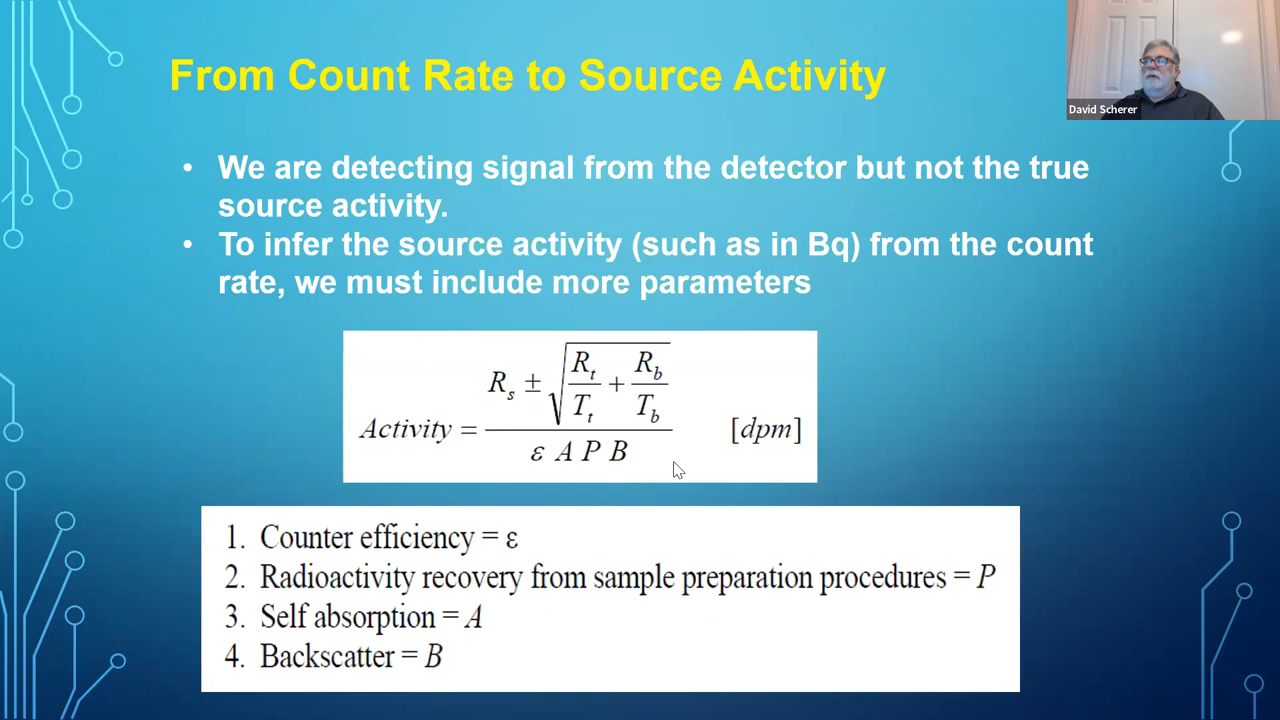 From Count Rate to Source Activity
David Scherer
• We are detecting signal from the detector but not the true
source activity.
• To infer the source activity (such as in Bq) from the count
rate, we must include more parameters
Activity = (R_s ± √(R_t/T_t + R_b/T_b)) / (ε A P B) [dpm]
1. Counter efficiency = ε
2. Radioactivity recovery from sample preparation procedures = P
3. Self absorption = A
4. Backscatter = B